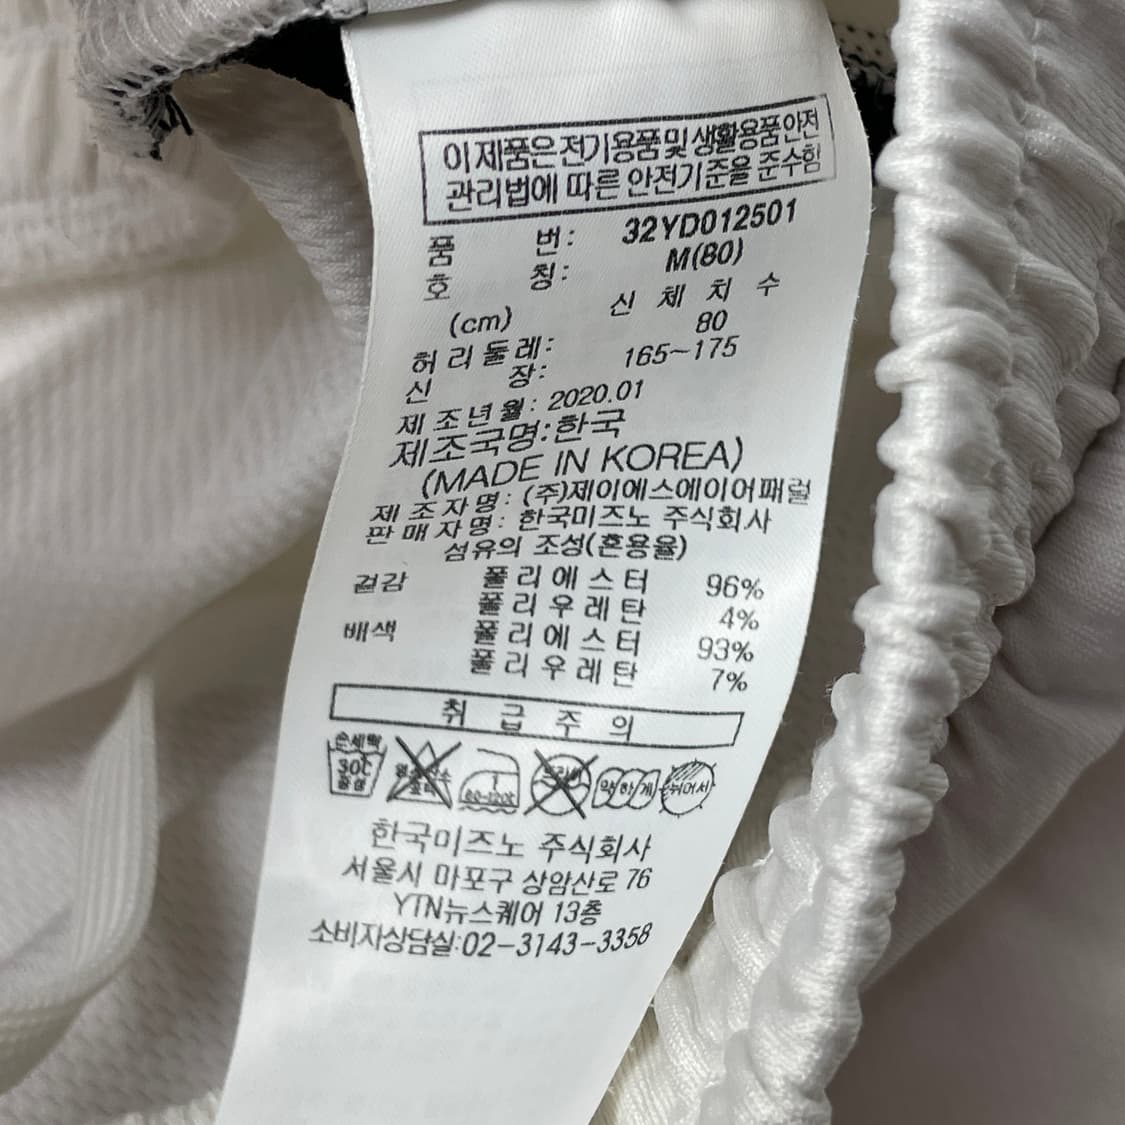 이 제품은 전기용품 및 생활용품 안전
관리법에 따른 안전기준을 준수함
품 번: 32YD012501
호 칭: M(80)
(cm) 신 체 치 수
허리둘레: 80
신 장: 165~175
제조년월: 2020.01
제조국명: 한국
(MADE IN KOREA)
제조자명: (주)제이에스에이어패럴
판매자명: 한국미즈노 주식회사
섬유의 조성(혼용율)
겉감 폴리에스터 96%
폴리우레탄 4%
배색 폴리에스터 93%
폴리우레탄 7%
취 급 주 의
손세탁 30℃ 중성
80-120℃
약하게
뉘어서
한국미즈노 주식회사
서울시 마포구 상암산로 76
YTN뉴스퀘어 13층
소비자상담실:02-3143-3358